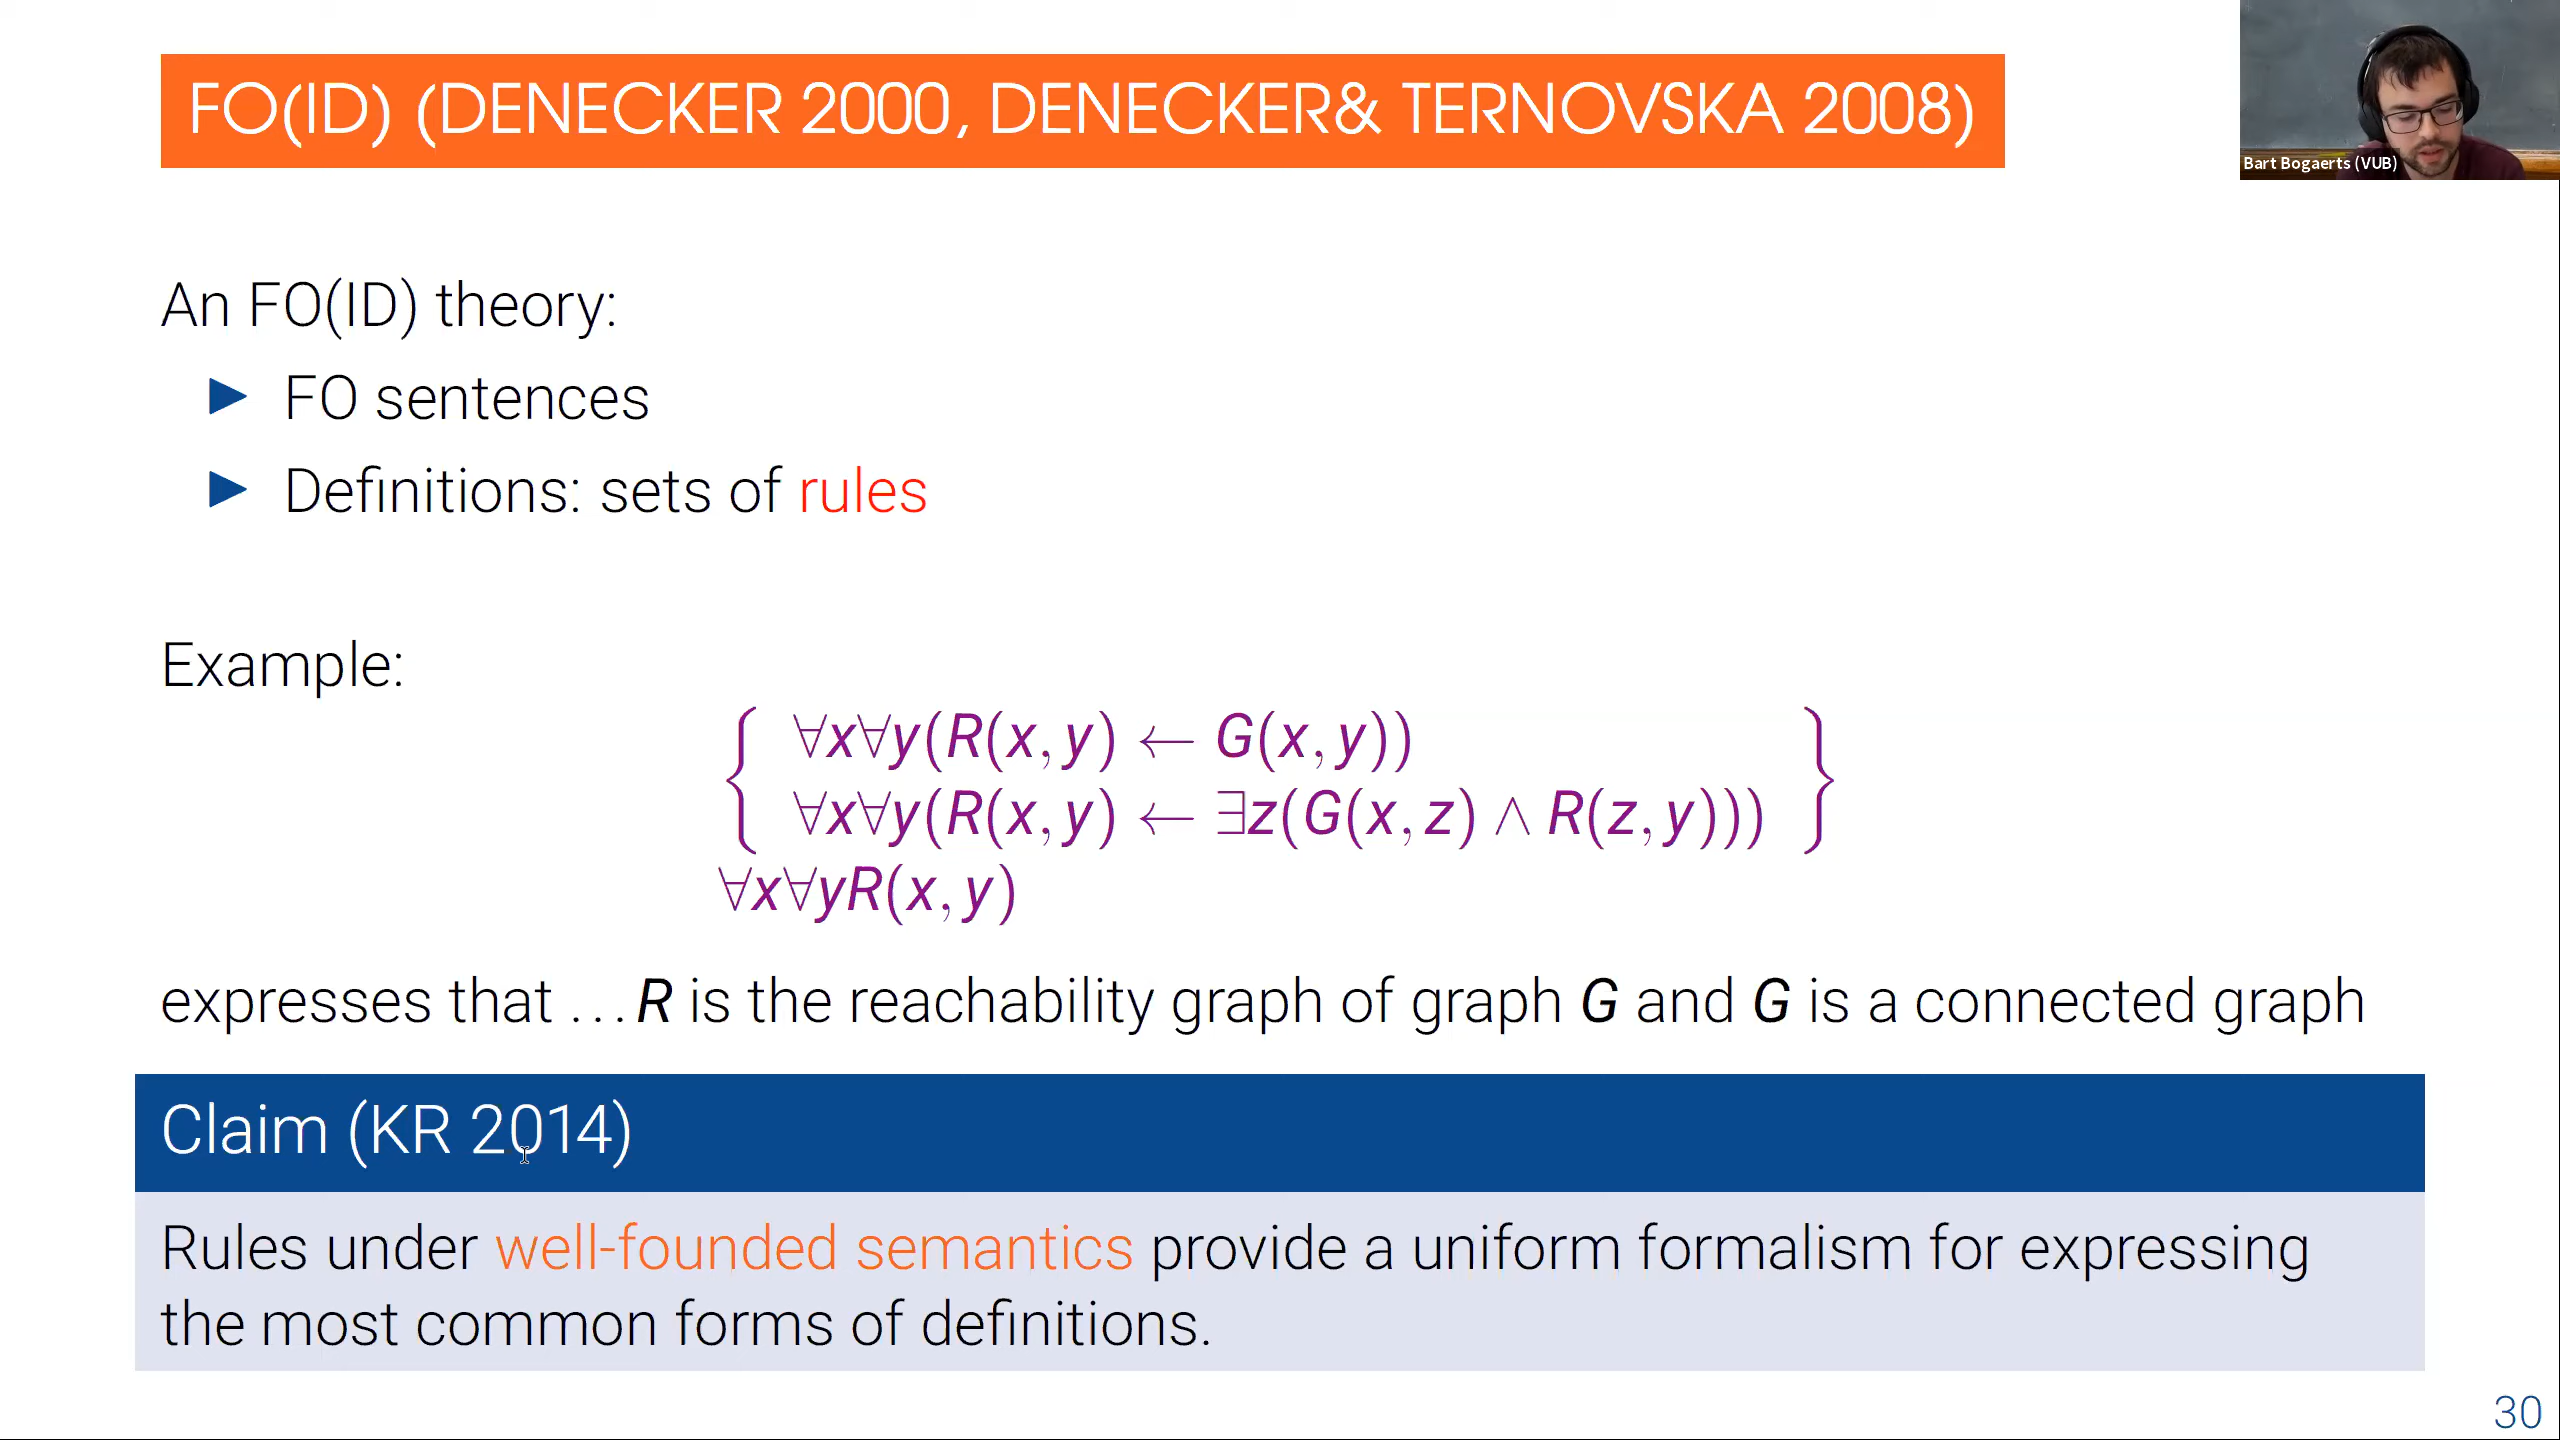 FO(ID) (DENECKER 2000, DENECKER& TERNOVSKA 2008)
Bart Bogaerts (VUB)
An FO(ID) theory:
▶ FO sentences
▶ Definitions: sets of rules
Example:
{ ∀x∀y(R(x, y) ← G(x, y))
∀x∀y(R(x, y) ← ∃z(G(x, z) ∧ R(z, y))) }
∀x∀yR(x, y)
expresses that ...R is the reachability graph of graph G and G is a connected graph
Claim (KR 2014)
Rules under well-founded semantics provide a uniform formalism for expressing
the most common forms of definitions.
30